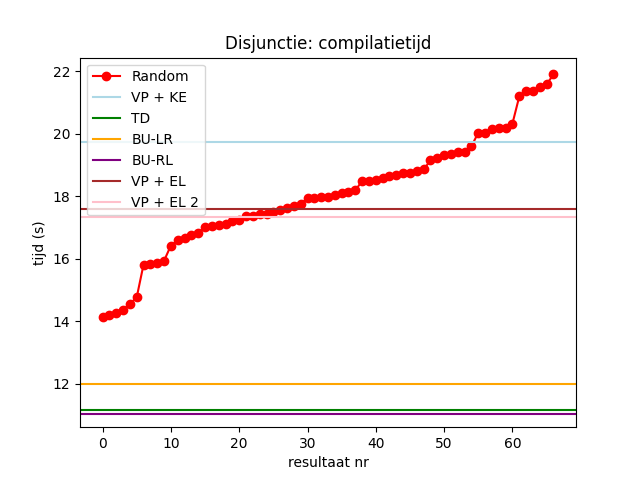 Disjunctie: compilatietijd
Random
VP + KE
TD
BU-LR
BU-RL
VP + EL
VP + EL 2
tijd (s)
22
20
18
16
14
12
0 10 20 30 40 50 60
resultaat nr